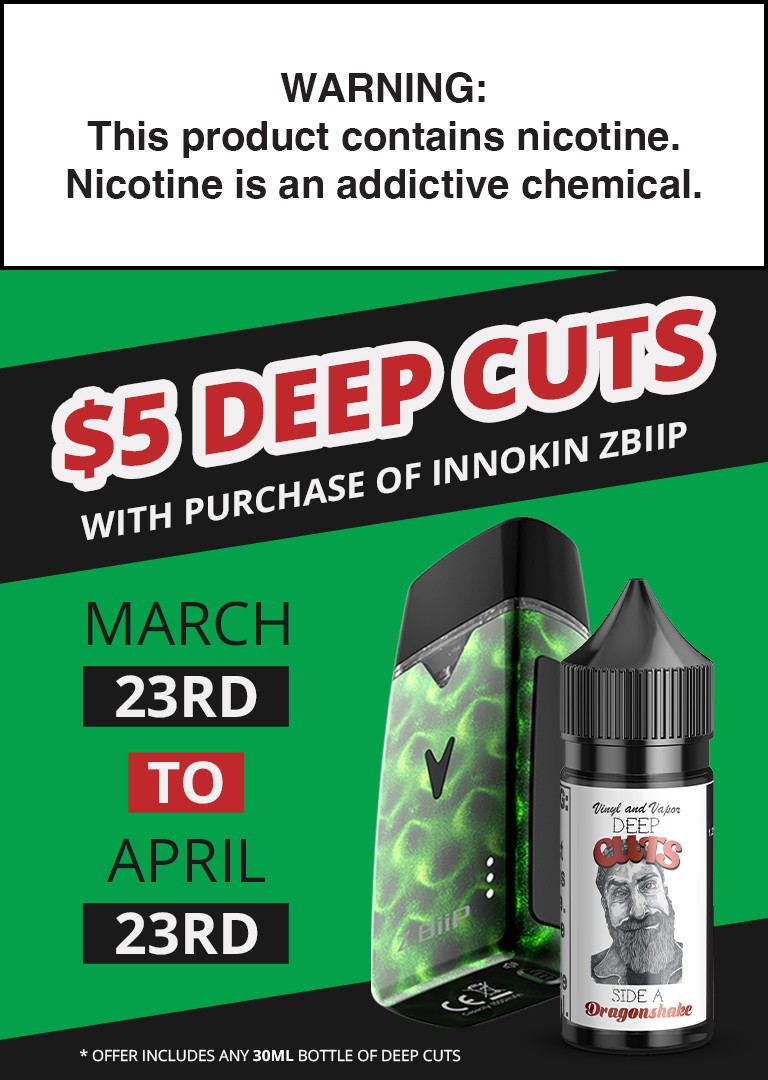 WARNING:
This product contains nicotine.
Nicotine is an addictive chemical.
$5 DEEP CUTS
WITH PURCHASE OF INNOKIN ZBIIP
MARCH
23RD
TO
APRIL
23RD
ZBiiP
CE
Vinyl and Vapor
DEEP
CUTS
SIDE A
Dragonshake
* OFFER INCLUDES ANY 30ML BOTTLE OF DEEP CUTS